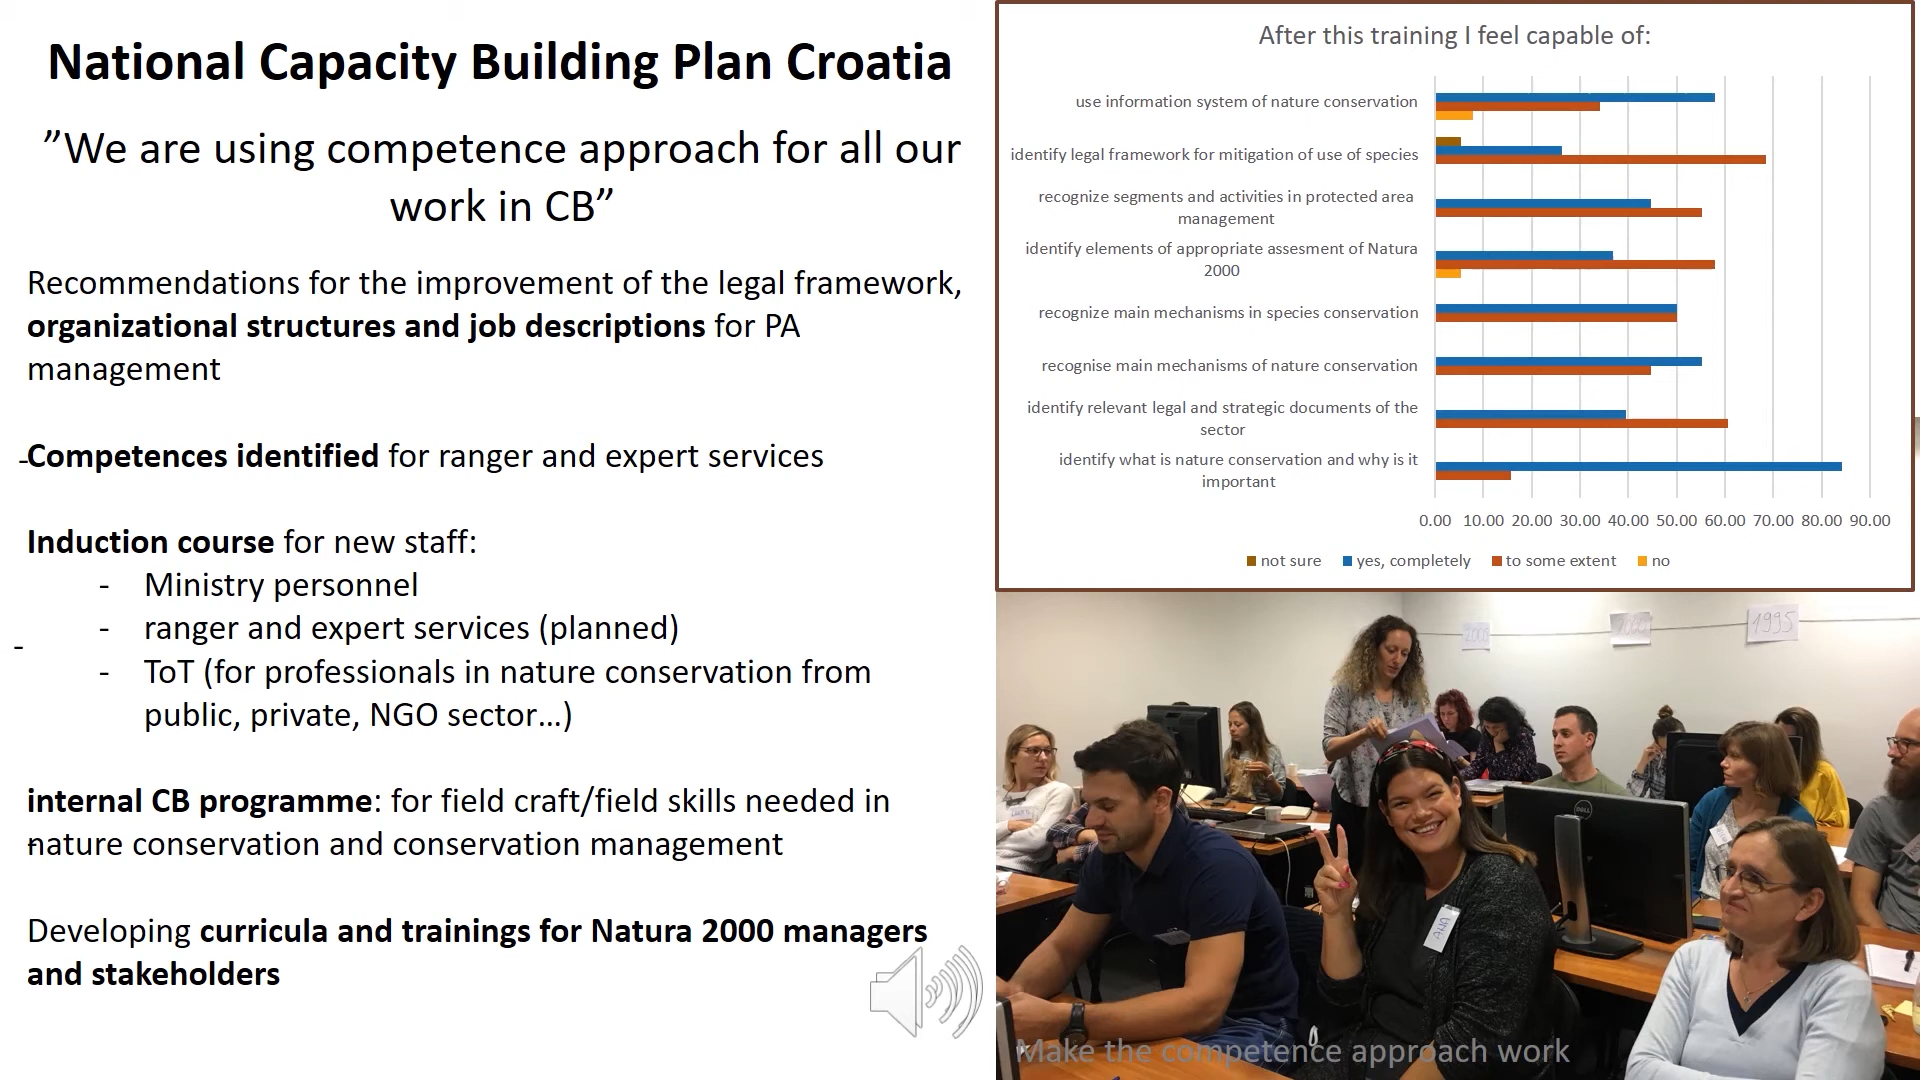 National Capacity Building Plan Croatia
”We are using competence approach for all our
work in CB”
Recommendations for the improvement of the legal framework,
organizational structures and job descriptions for PA
management
-Competences identified for ranger and expert services
Induction course for new staff:
- Ministry personnel
- ranger and expert services (planned)
-
- ToT (for professionals in nature conservation from
public, private, NGO sector…)
internal CB programme: for field craft/field skills needed in
-nature conservation and conservation management
Developing curricula and trainings for Natura 2000 managers
and stakeholders
After this training I feel capable of:
use information system of nature conservation
identify legal framework for mitigation of use of species
recognize segments and activities in protected area
management
identify elements of appropriate assesment of Natura
2000
recognize main mechanisms in species conservation
recognise main mechanisms of nature conservation
identify relevant legal and strategic documents of the
sector
identify what is nature conservation and why is it
important
0.00 10.00 20.00 30.00 40.00 50.00 60.00 70.00 80.00 90.00
not sure yes, completely to some extent no
1995
DELL
ANA
Make the competence approach work